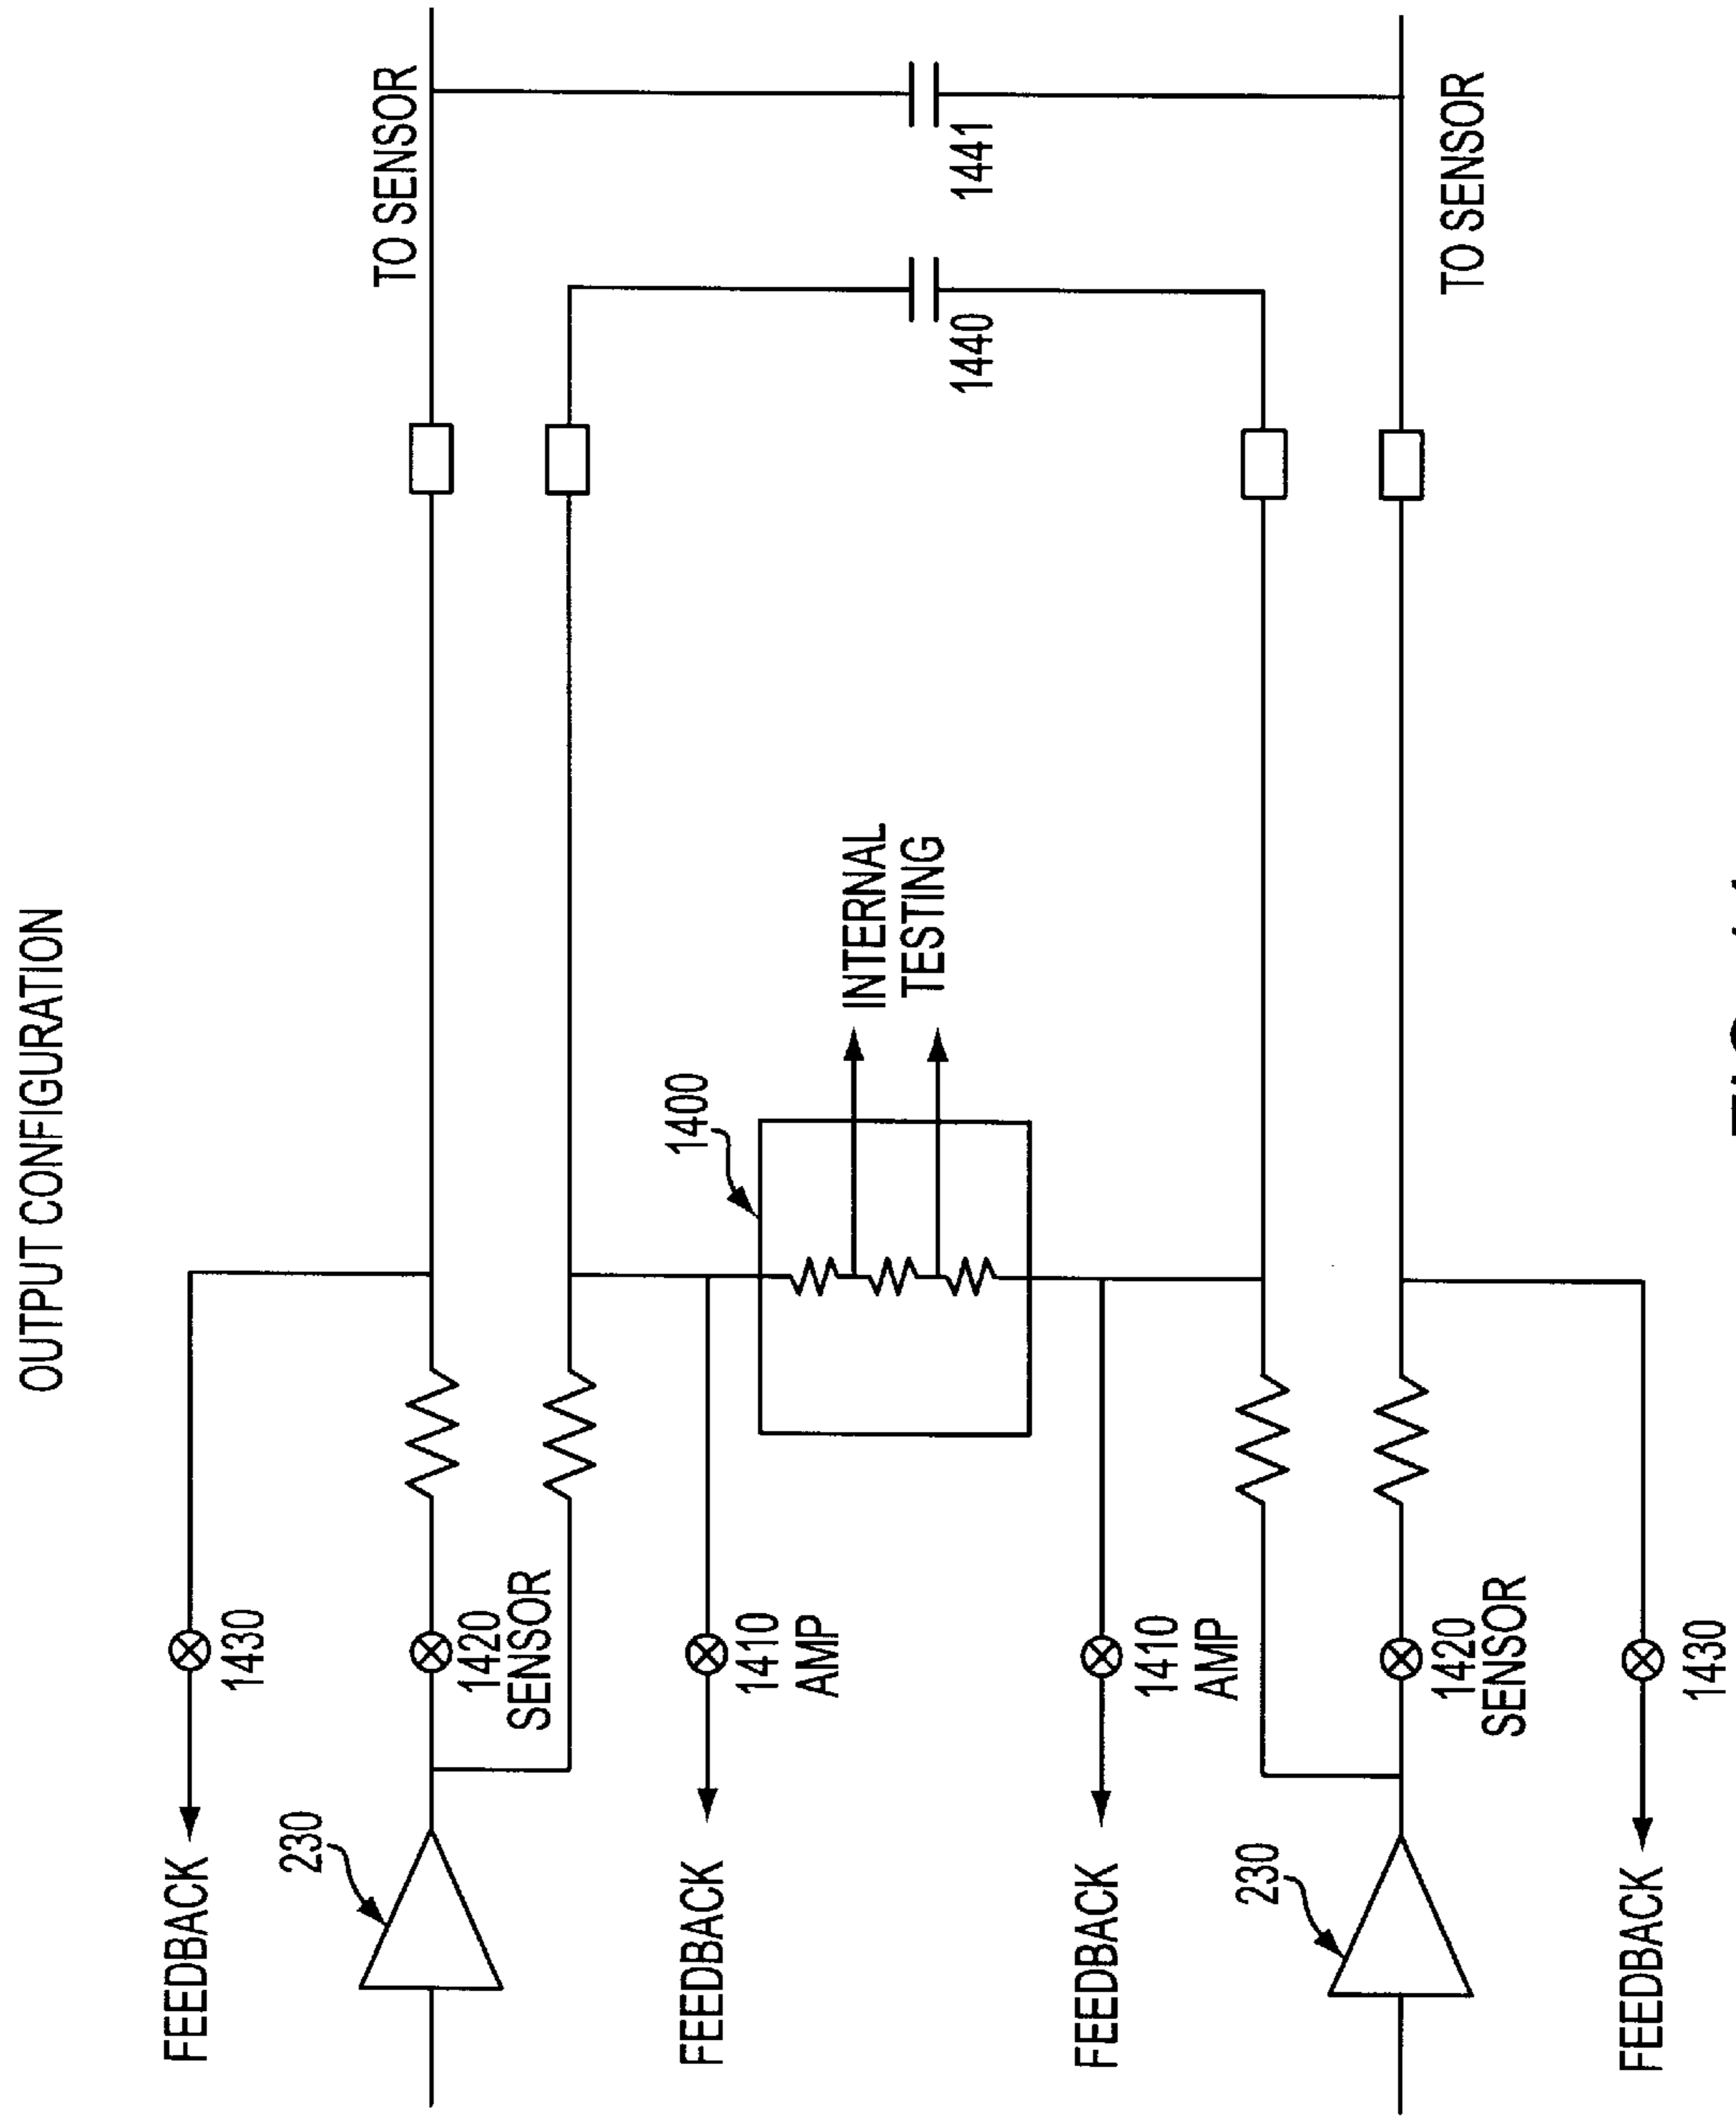 OUTPUT CONFIGURATION
FEEDBACK
1430
230
1420
SENSOR
TO SENSOR
FEEDBACK
1410
AMP
1400
INTERNAL
TESTING
1440
1441
FEEDBACK
1410
AMP
230
1420
SENSOR
TO SENSOR
FEEDBACK
1430